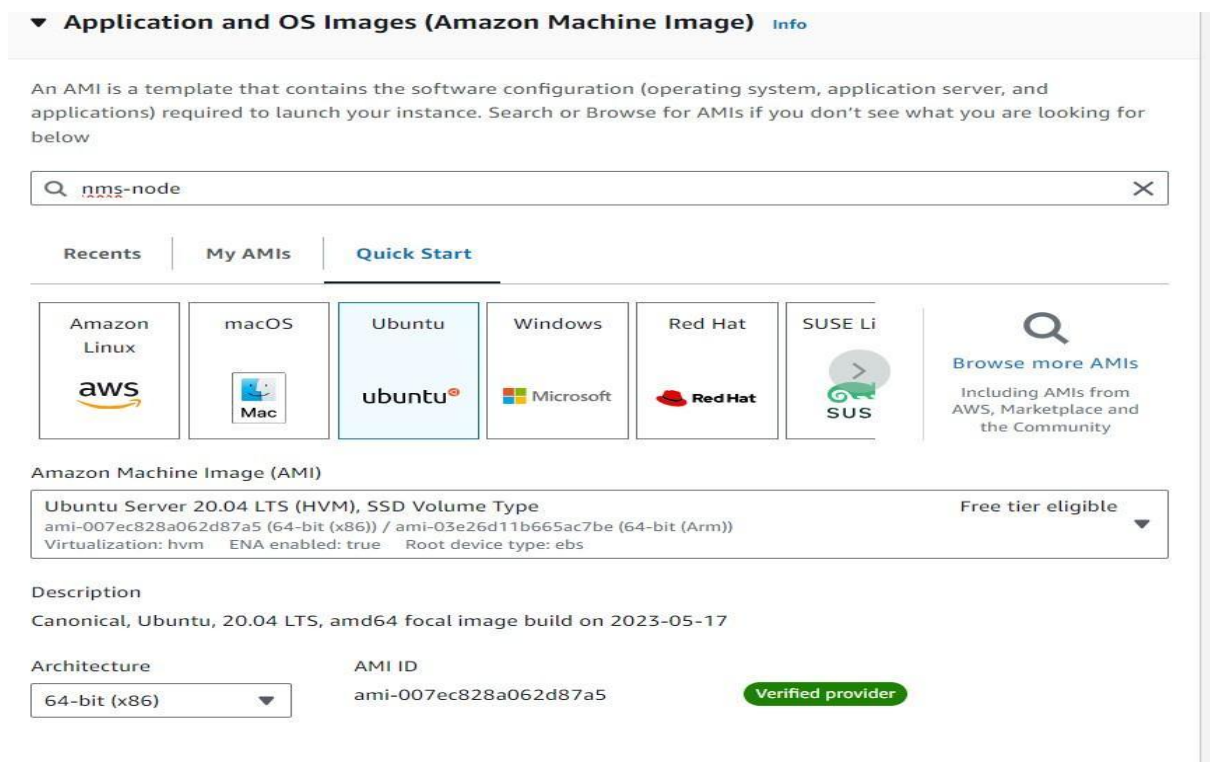 Application and OS Images (Amazon Machine Image) Info
An AMI is a template that contains the software configuration (operating system, application server, and
applications) required to launch your instance. Search or Browse for AMIs if you don't see what you are looking for
below
nms-node
Recents My AMIs Quick Start
Amazon Linux
aws
macOS
Mac
Ubuntu
ubuntu
Windows
Microsoft
Red Hat
Red Hat
SUSE Li
SUS
Browse more AMIs
Including AMIs from
AWS, Marketplace and
the Community
Amazon Machine Image (AMI)
Ubuntu Server 20.04 LTS (HVM), SSD Volume Type Free tier eligible
ami-007ec828a062d87a5 (64-bit (x86)) / ami-03e26d11b665ac7be (64-bit (Arm))
Virtualization: hvm ENA enabled: true Root device type: ebs
Description
Canonical, Ubuntu, 20.04 LTS, amd64 focal image build on 2023-05-17
Architecture AMI ID
64-bit (x86) ami-007ec828a062d87a5 Verified provider